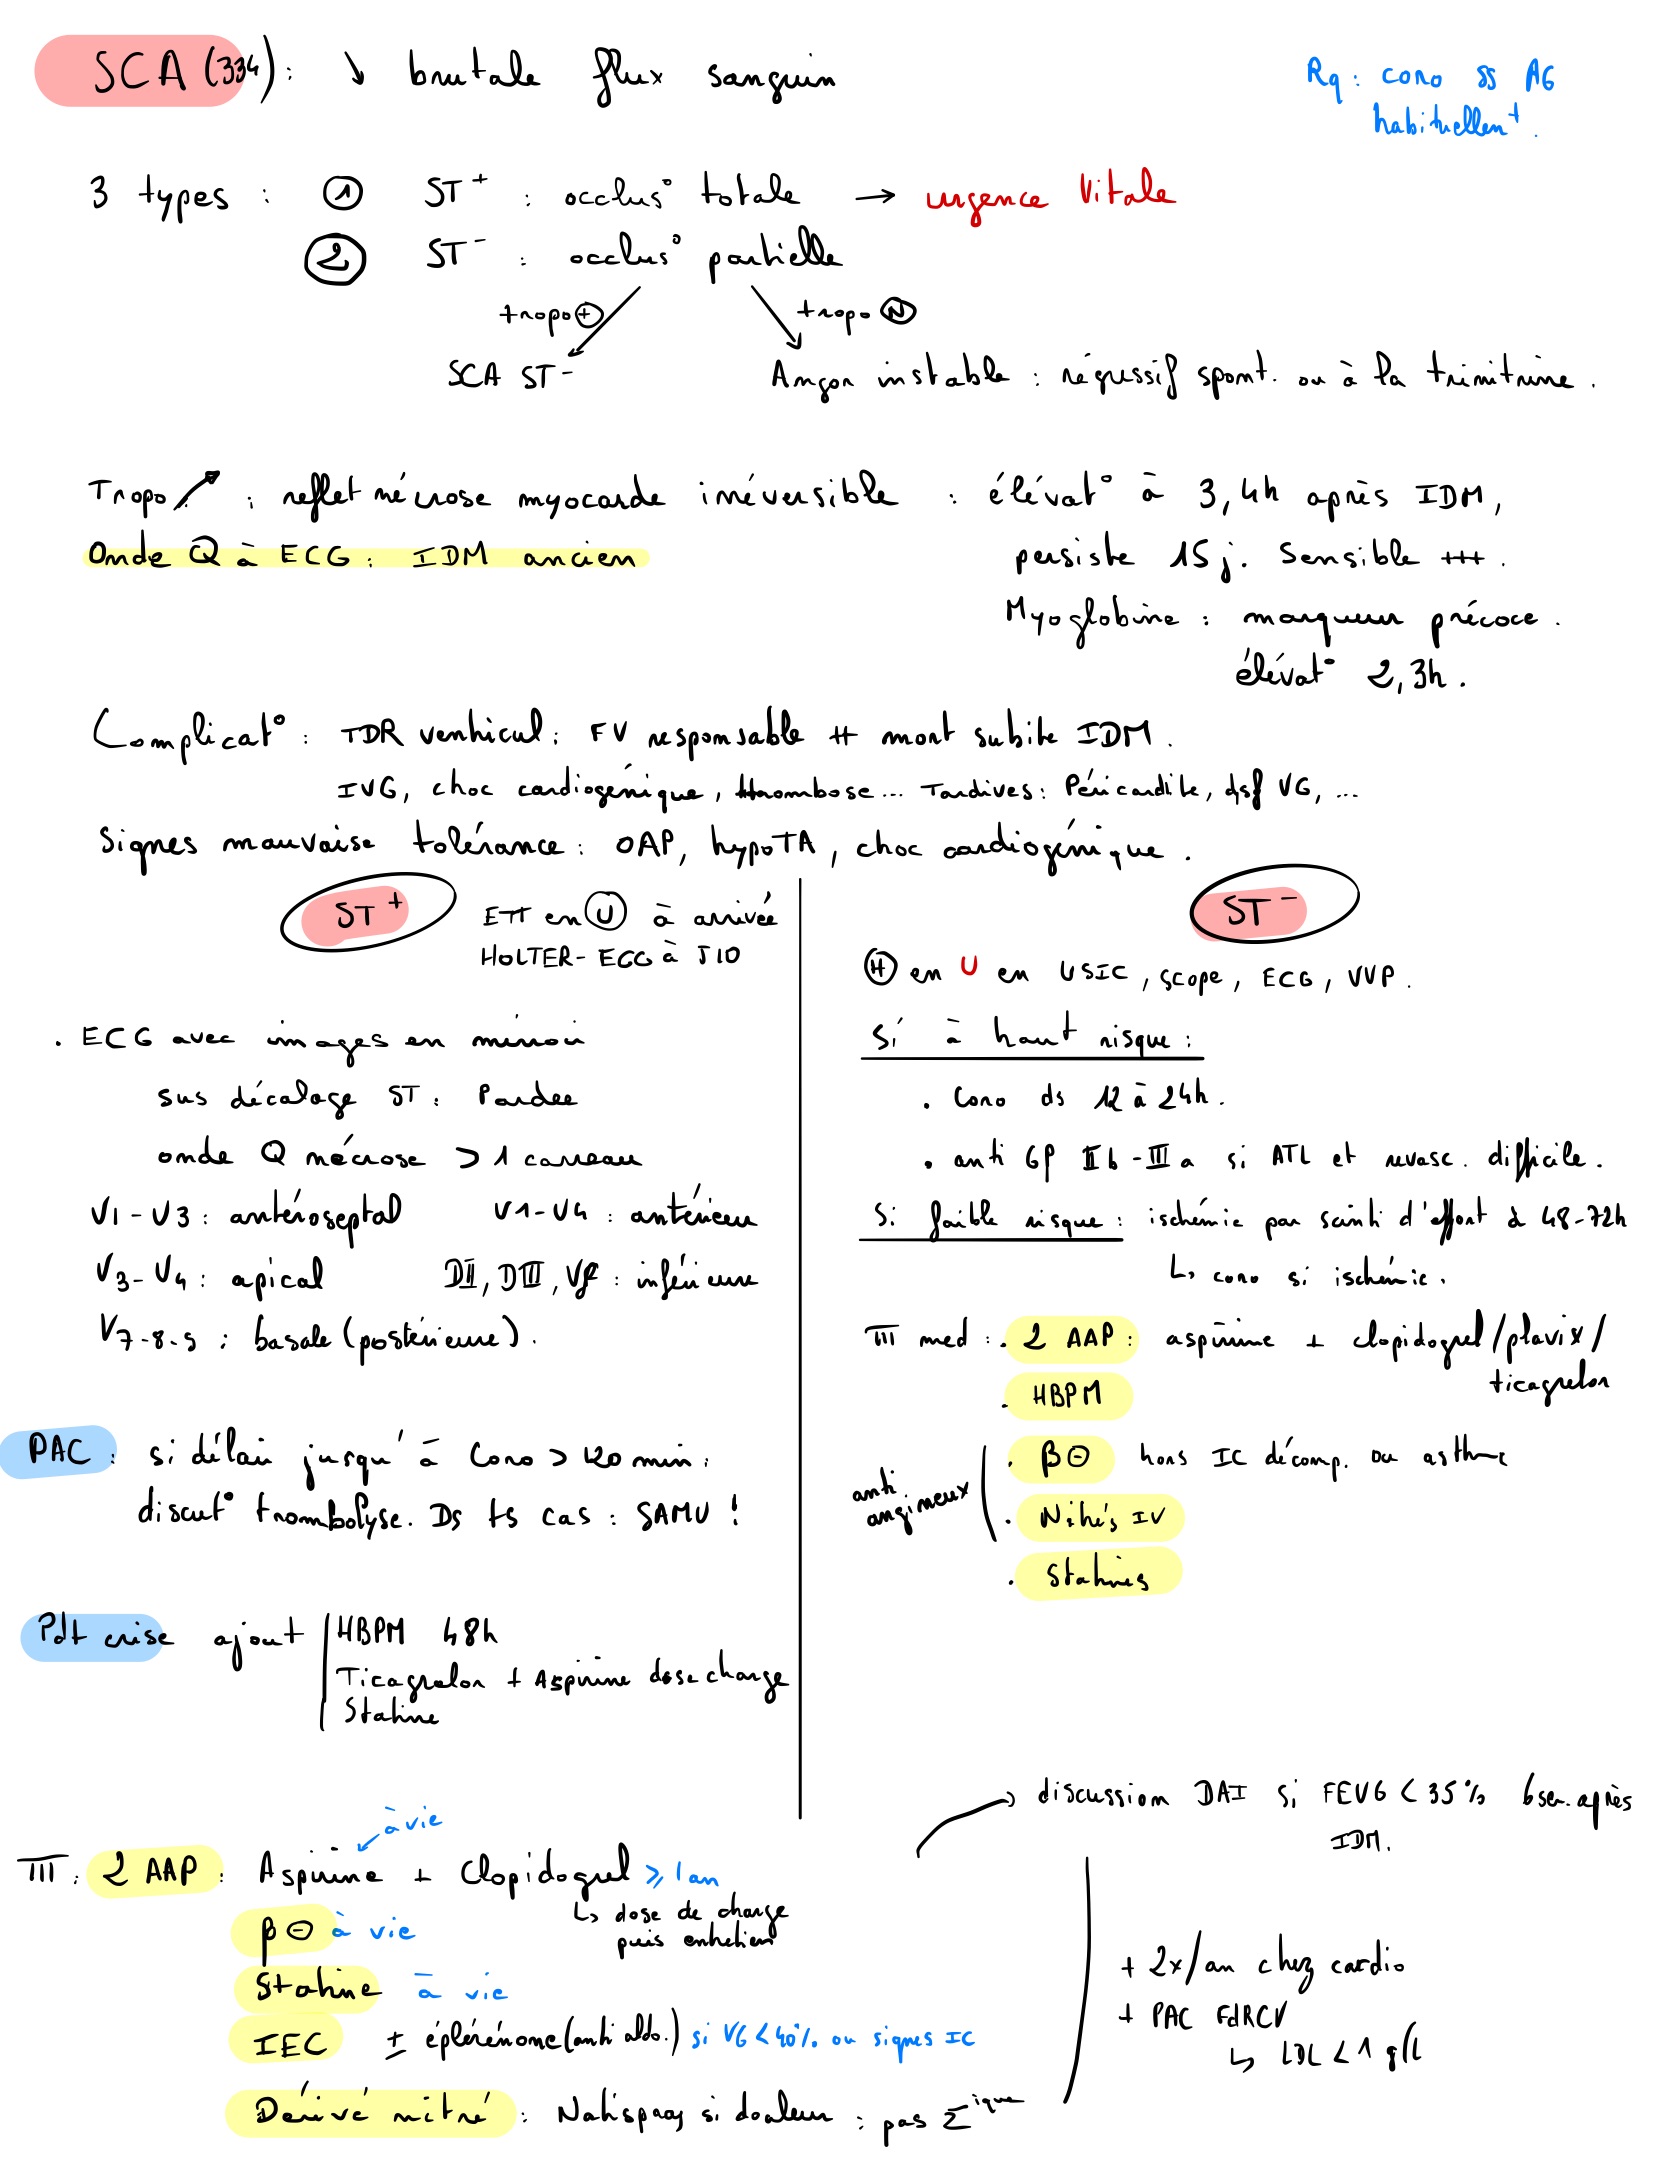 SCA (334) : ↘ brutale flux sanguin
Rq : coro ss AG
habituellent.
3 types : ① ST+ : occlus° totale → urgence vitale
② ST- : occlus° partielle
tropo ⊕ tropo Ⓝ
SCA ST- Angor instable : régressif spont. ou à la trinitrine.
Tropo ↗ : reflet nécrose myocarde irréversible : élévat° à 3,4h après IDM,
Onde Q à ECG : IDM ancien
persiste 15j. Sensible +++.
Myoglobine : marqueur précoce.
élévat° 2,3h.
Complicat° : TDR ventricul : FV responsable # mort subite IDM.
IVG, choc cardiogénique, thrombose... Tardives : Péricardite, dsf VG, ...
Signes mauvaise tolérance : OAP, hypoTA, choc cardiogénique.
ST+ ETT en Ⓤ à arrivée
HOLTER-ECG à J10
. ECG avec images en miroir
sus décalage ST : Pardee
onde Q nécrose > 1 carreau
V1-V3 : antéroseptal V1-V4 : antérieur
V3-V4 : apical DII, DIII, VF : inférieure
V7-8-9 : basale (postérieure).
PAC : si délai jusqu'à Coro > 120 min :
discut° trombolyse. Ds ts cas : SAMU !
Pdt crise ajout HBPM 48h
Ticagrelor + Aspirine dose charge
Statine
ST-
Ⓗ en U en USIC, scope, ECG, VVP.
Si à haut risque :
. Coro ds 12 à 24h.
. anti GP IIb-IIIa si ATL et revasc. difficile.
Si faible risque : ischémie par scinti d'effort à 48-72h
↳ coro si ischémie.
TTT med : . 2 AAP : aspirine + clopidogrel/plavix/
ticagrelor
. HBPM
anti
angineux
. β⊖ hors IC décomp. ou asthme
. Nitrés IV
. Statines
→ discussion DAI si FEVG < 35% 6sem. après
IDM.
à vie
TTT : 2 AAP : Aspirine + Clopidogrel ≥ 1 an
↳ dose de charge
puis entretien
β⊖ à vie
Statine à vie
IEC ± éplérénone (anti aldo.) si VG < 40% ou signes IC
Dérivé nitré : Natispray si douleur : pas Σique
+ 2x/an chez cardio
+ PAC FdRCV
↳ LDL < 1 g/L